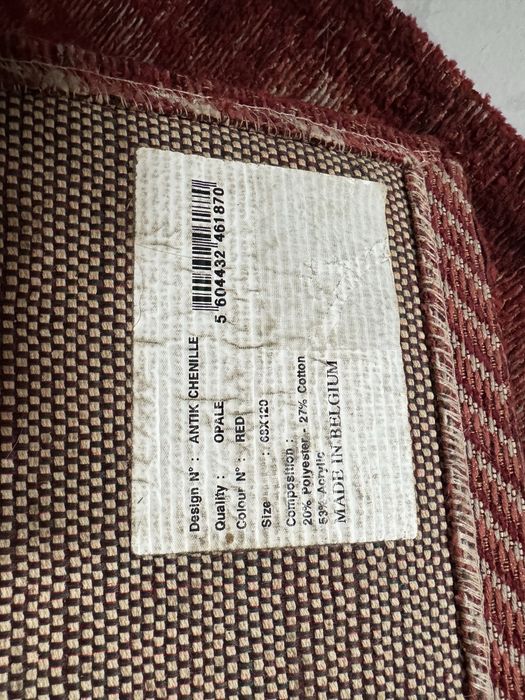 5 604432 461870
Design N° : ANTIK CHENILLE
Quality : OPALE
Colour N° : RED
Size : 68X120
Composition :
20% Polyester - 27% Cotton
53% Acrylic
MADE IN BELGIUM